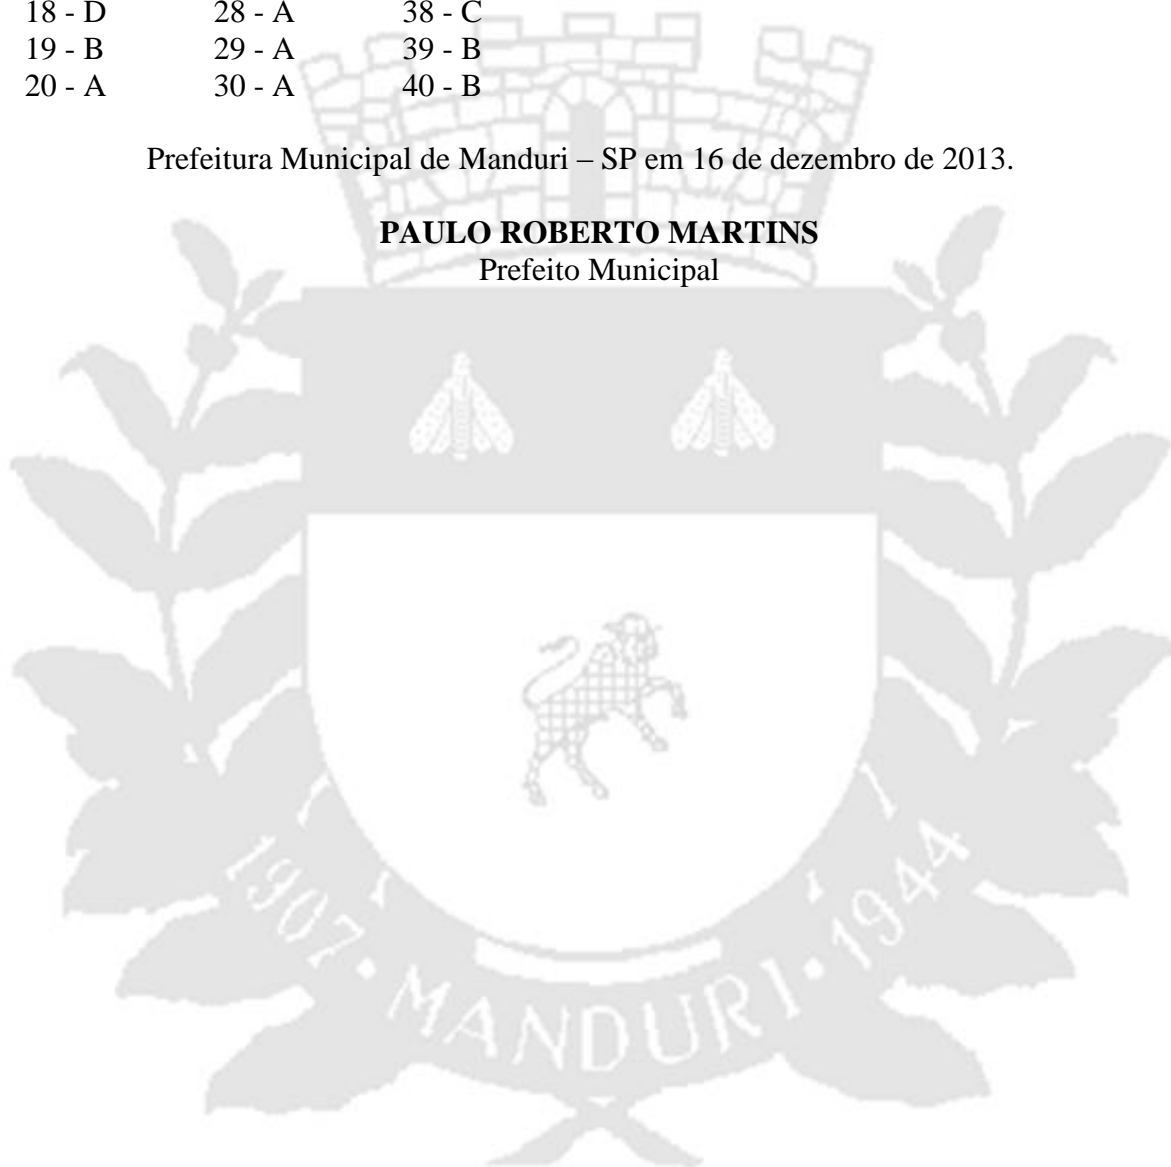 18 - D 28 - A 38 - C
19 - B 29 - A 39 - B
20 - A 30 - A 40 - B
Prefeitura Municipal de Manduri – SP em 16 de dezembro de 2013.
PAULO ROBERTO MARTINS
Prefeito Municipal
1907 • MANDURI • 1944